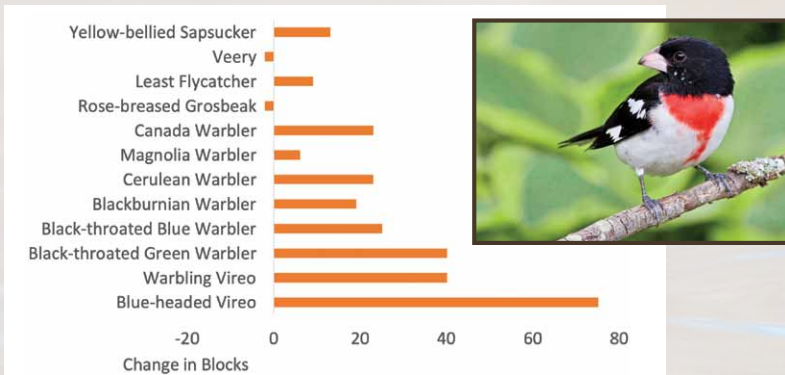 Yellow-bellied Sapsucker
Veery
Least Flycatcher
Rose-breased Grosbeak
Canada Warbler
Magnolia Warbler
Cerulean Warbler
Blackburnian Warbler
Black-throated Blue Warbler
Black-throated Green Warbler
Warbling Vireo
Blue-headed Vireo
-20 0 20 40 60 80
Change in Blocks